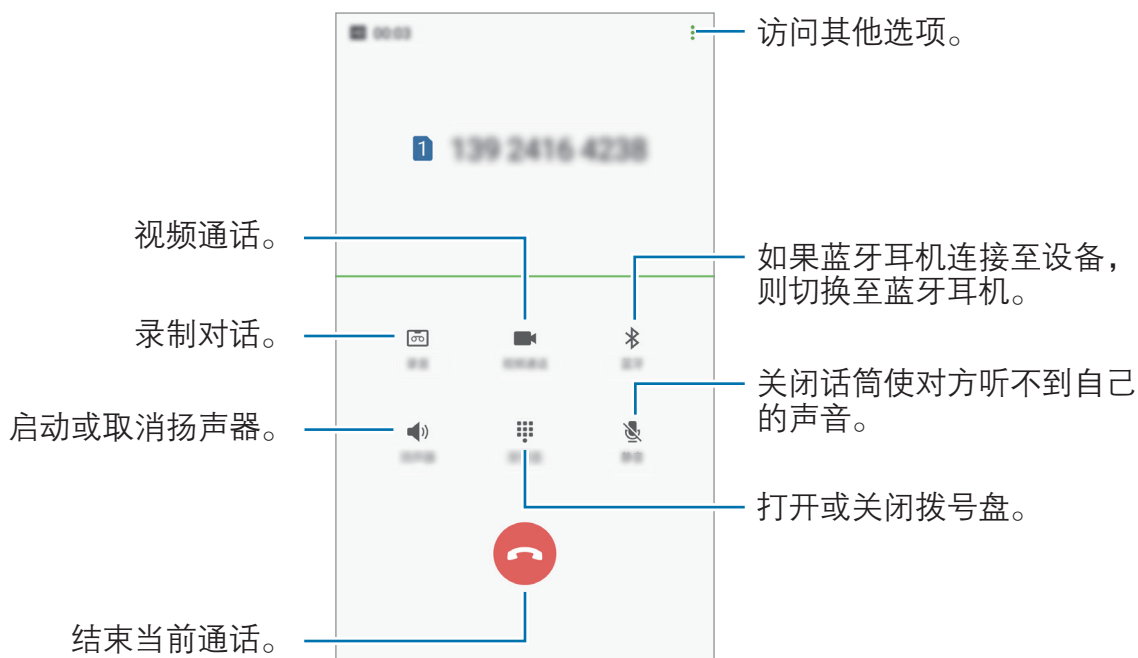 00:03
访问其他选项。
1 139 2416 4238
视频通话。
如果蓝牙耳机连接至设备，
则切换至蓝牙耳机。
录制对话。
关闭话筒使对方听不到自己
的声音。
启动或取消扬声器。
静音
打开或关闭拨号盘。
结束当前通话。